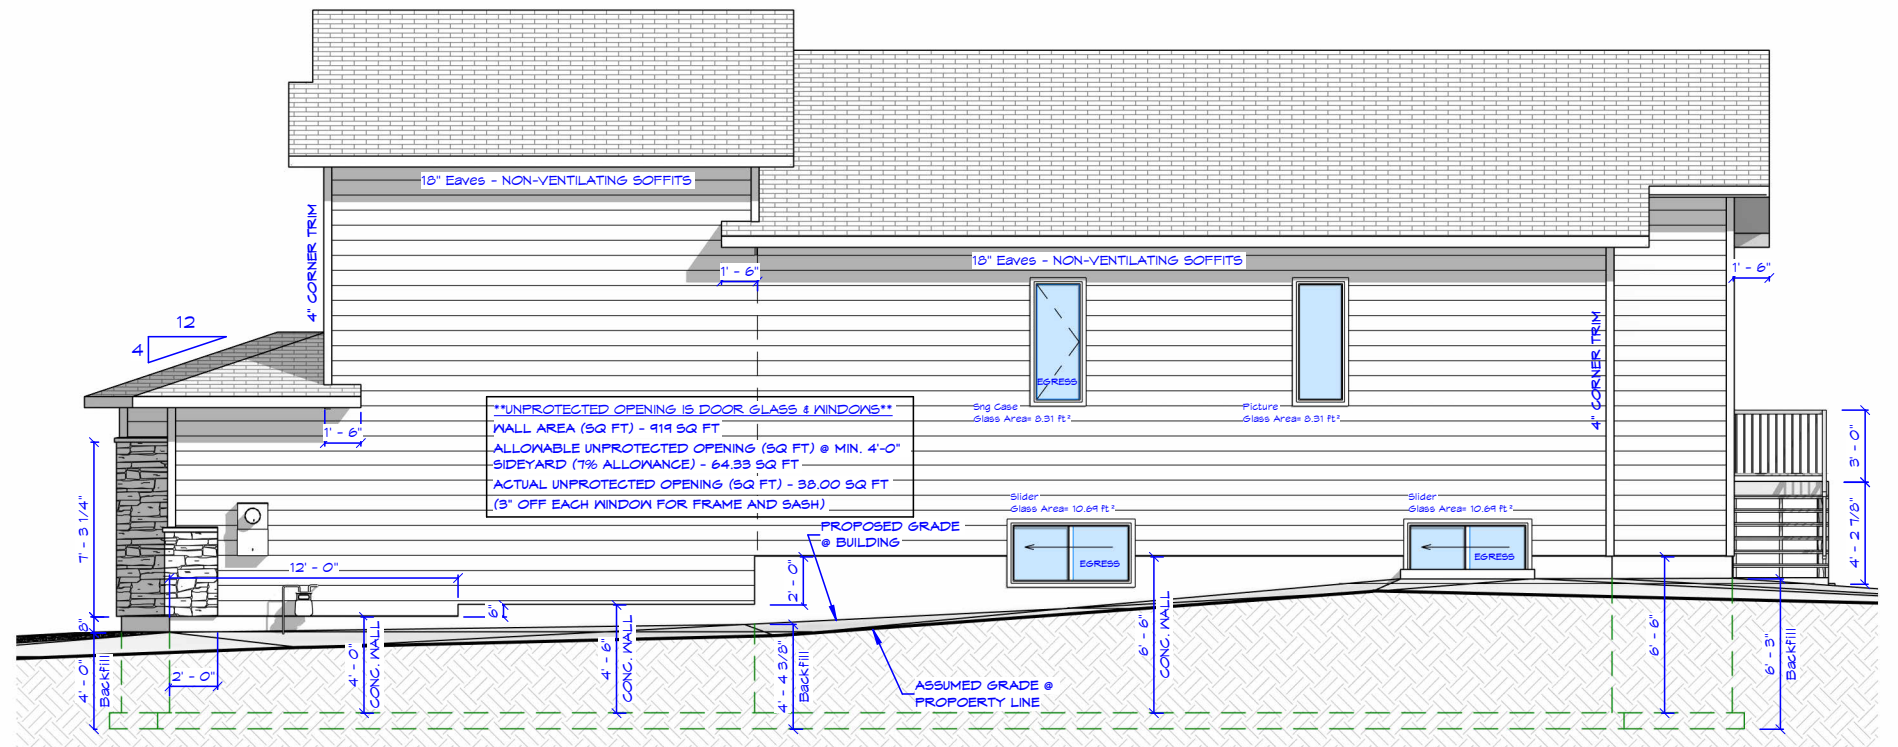 18" Eaves - NON-VENTILATING SOFFITS
4" CORNER TRIM
18" Eaves - NON-VENTILATING SOFFITS
1' - 6"
1' - 6"
12
4
EGRESS
4" CORNER TRIM
Sng Case
Glass Area= 8.31 ft²
Picture
Glass Area= 8.31 ft²
1' - 6"
**UNPROTECTED OPENING IS DOOR GLASS & WINDOWS**
WALL AREA (SQ FT) - 919 SQ FT
ALLOWABLE UNPROTECTED OPENING (SQ FT) @ MIN. 4'-0"
SIDEYARD (7% ALLOWANCE) - 64.33 SQ FT
ACTUAL UNPROTECTED OPENING (SQ FT) - 38.00 SQ FT
(3" OFF EACH WINDOW FOR FRAME AND SASH)
3' - 0"
4' - 2 7/8"
Slider
Glass Area= 10.69 ft²
Slider
Glass Area= 10.69 ft²
EGRESS
EGRESS
PROPOSED GRADE
@ BUILDING
7' - 3 1/4"
12' - 0"
6"
2' - 0"
8"
4' - 0"
Backfill
2' - 0"
4' - 0"
CONC. WALL
4' - 6"
CONC. WALL
4' - 4 3/8"
Backfill
6' - 6"
CONC. WALL
6' - 6"
6' - 3"
Backfill
ASSUMED GRADE @
PROPOERTY LINE